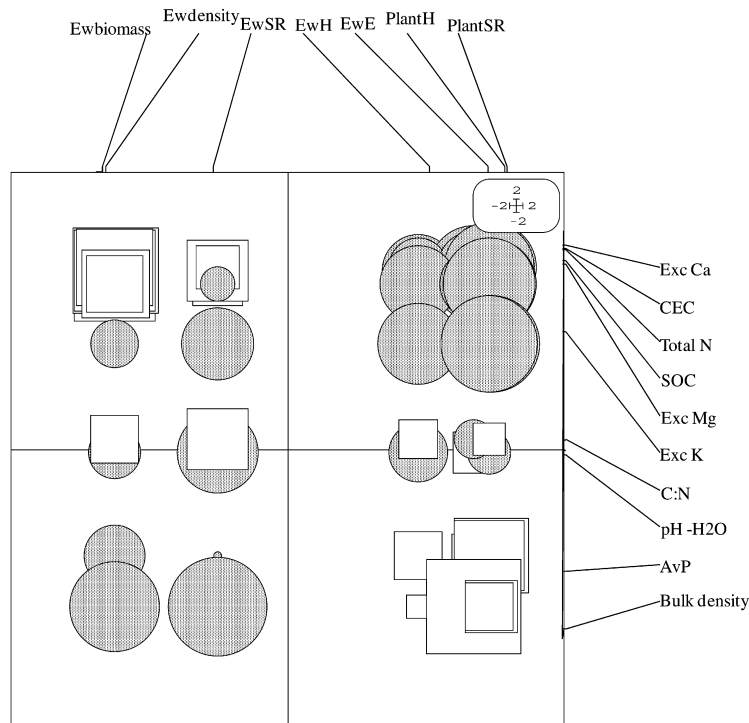 Ewbiomass
Ewdensity
EwSR
EwH
EwE
PlantH
PlantSR
2
-2 2
-2
Exc Ca
CEC
Total N
SOC
Exc Mg
Exc K
C:N
pH -H2O
AvP
Bulk density